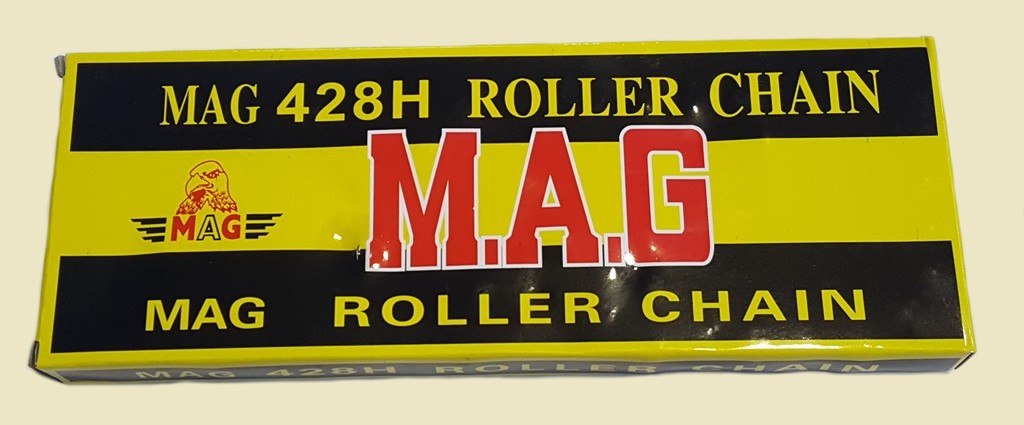 MAG 428H ROLLER CHAIN
M.A.G
MAG
MAG ROLLER CHAIN
MAG 428H ROLLER CHAIN